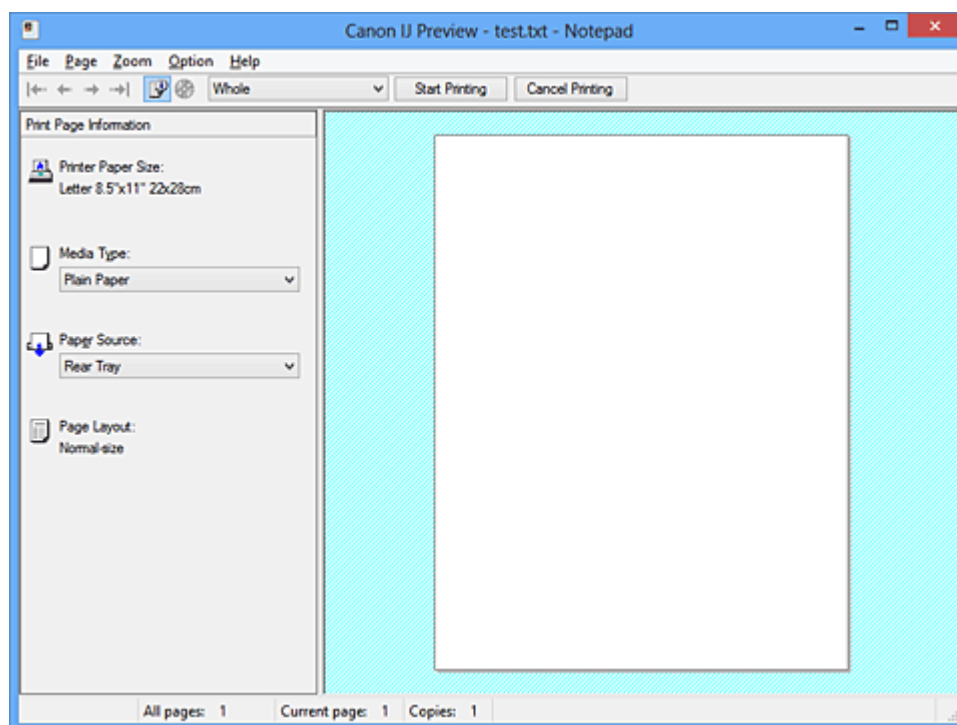 Canon IJ Preview - test.txt - Notepad
File Page Zoom Option Help
Whole Start Printing Cancel Printing
Print Page Information
Printer Paper Size:
Letter 8.5"x11" 22x28cm
Media Type:
Plain Paper
Paper Source:
Rear Tray
Page Layout:
Normal-size
All pages: 1 Current page: 1 Copies: 1